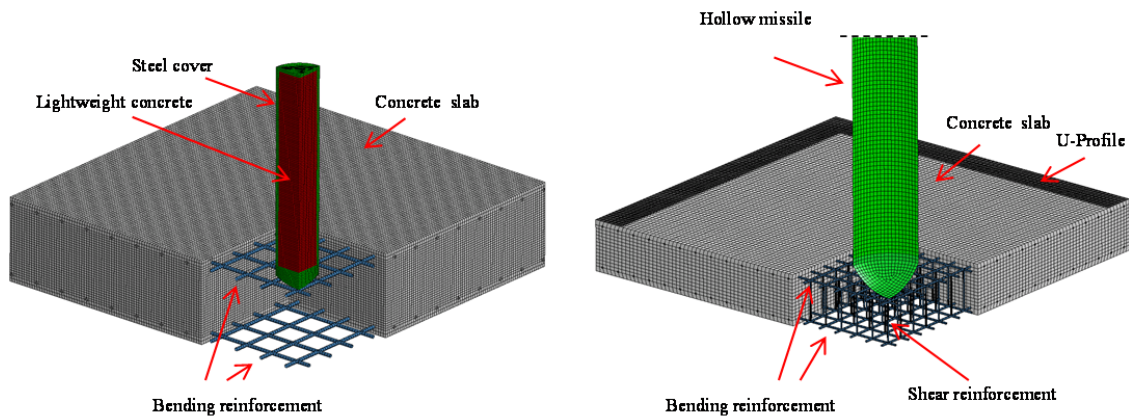 Steel cover
Lightweight concrete
Concrete slab
Bending reinforcement
Hollow missile
Concrete slab
U-Profile
Bending reinforcement
Shear reinforcement